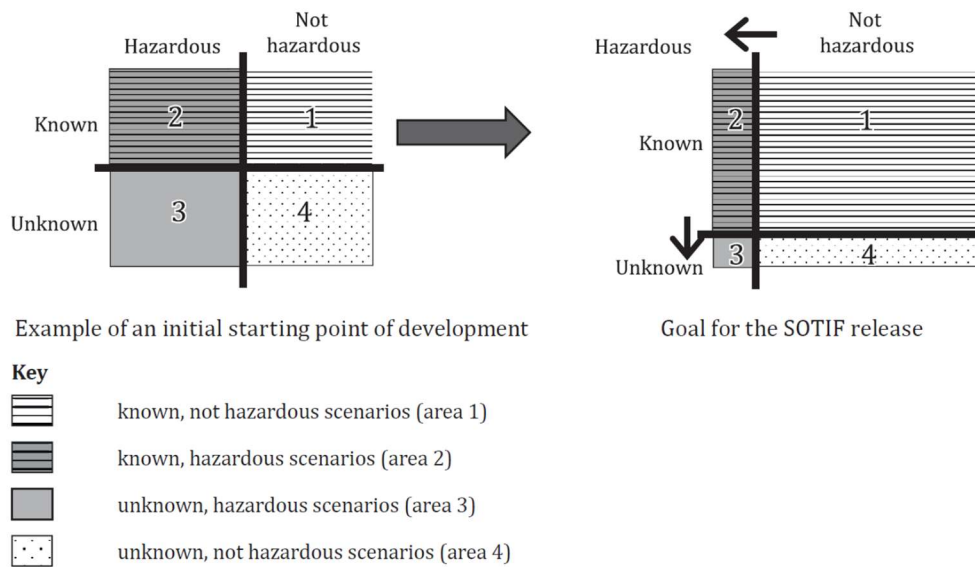 Hazardous
Not
hazardous
Known
2
1
Unknown
3
4
Example of an initial starting point of development
Hazardous
Not
hazardous
Known
2
1
Unknown
3
4
Goal for the SOTIF release
Key
known, not hazardous scenarios (area 1)
known, hazardous scenarios (area 2)
unknown, hazardous scenarios (area 3)
unknown, not hazardous scenarios (area 4)